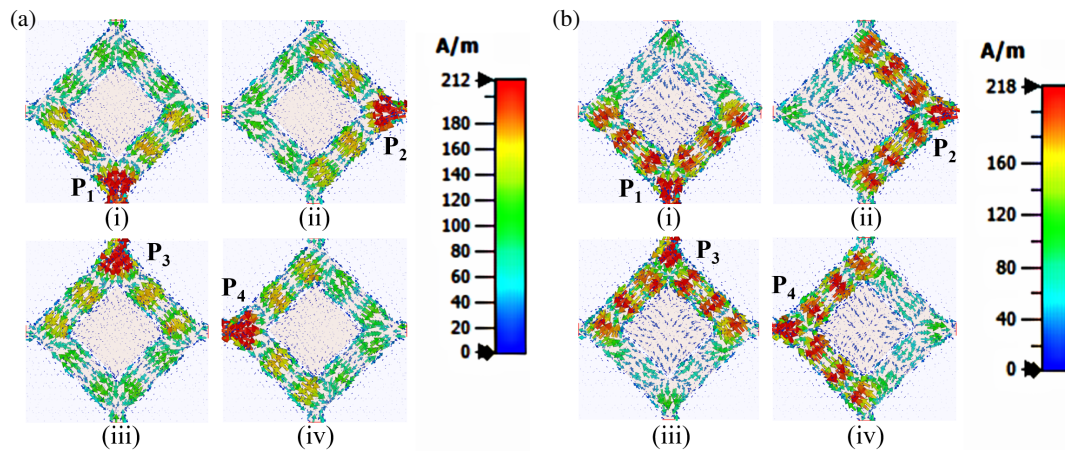 (a)
P1
(i)
P2
(ii)
P3
(iii)
P4
(iv)
A/m
212
180
160
140
120
100
80
60
40
20
0
(b)
P1
(i)
P2
(ii)
P3
(iii)
P4
(iv)
A/m
218
160
120
80
40
0